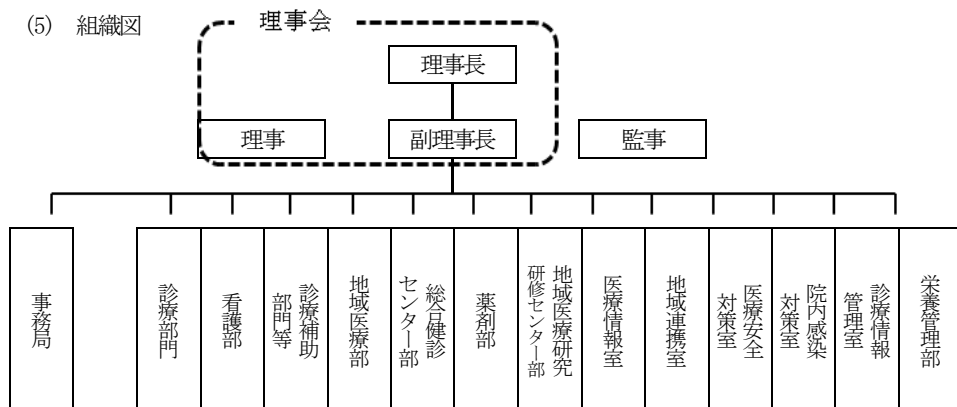 (5) 組織図
理事会
理事長
理事
副理事長
監事
事務局
診療部門
看護部
診療補助
部門等
地域医療部
総合健診
センター部
薬剤部
地域医療研究
研修センター部
医療情報室
地域連携室
医療安全
対策室
院内感染
対策室
診療情報
管理室
栄養管理部